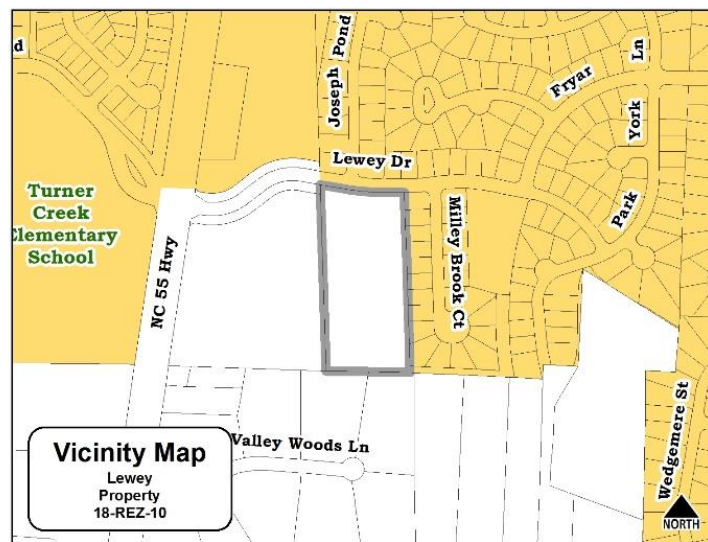 d
Joseph Pond
Fryar
Ln
York
Lewey Dr
Turner
Creek
Elementary
School
Milley Brook Ct
Park
NC 55 Hwy
Valley Woods Ln
Wedgemere St
Vicinity Map
Lewey
Property
18-REZ-10
NORTH